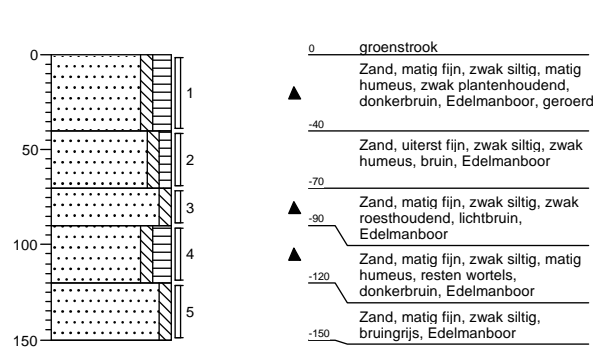 0
50
100
150
1
2
3
4
5
0 groenstrook
Zand, matig fijn, zwak siltig, matig
humeus, zwak plantenhoudend,
donkerbruin, Edelmanboor, geroerd
-40
Zand, uiterst fijn, zwak siltig, zwak
humeus, bruin, Edelmanboor
-70
Zand, matig fijn, zwak siltig, zwak
roesthoudend, lichtbruin,
Edelmanboor
-90
Zand, matig fijn, zwak siltig, matig
humeus, resten wortels,
donkerbruin, Edelmanboor
-120
Zand, matig fijn, zwak siltig,
bruingrijs, Edelmanboor
-150